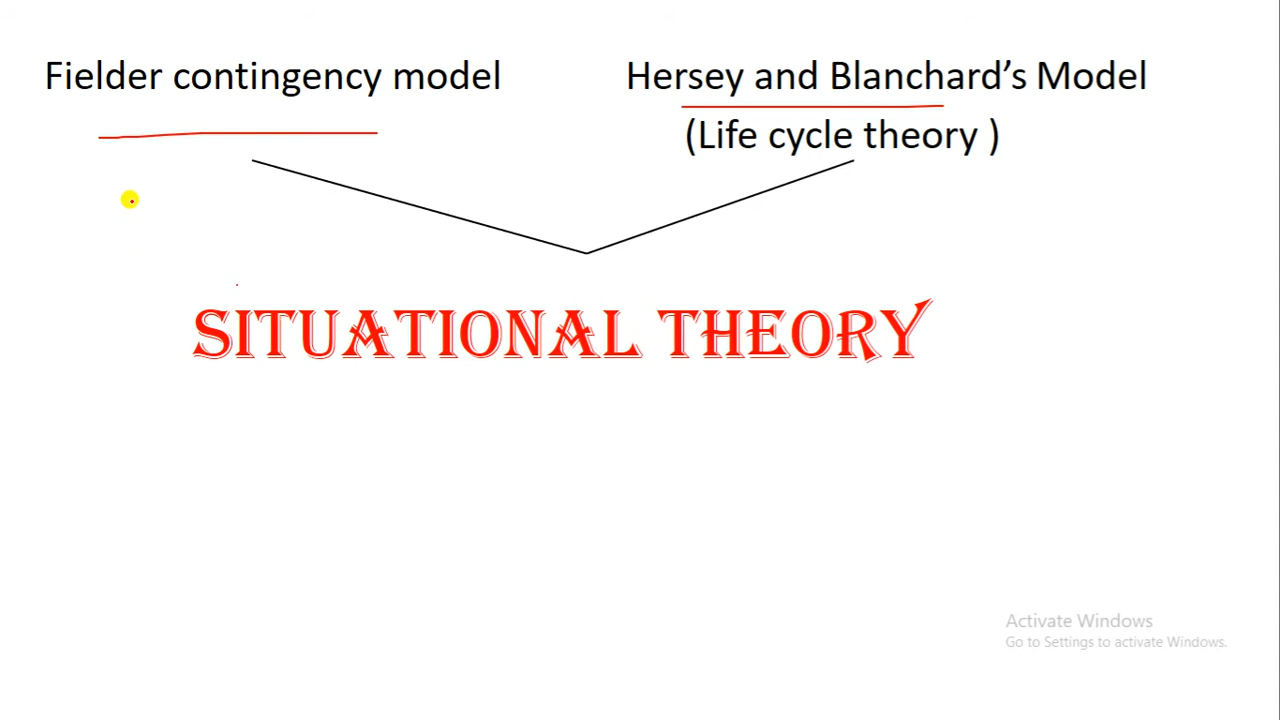 Fielder contingency model
Hersey and Blanchard’s Model
(Life cycle theory )
SITUATIONAL THEORY
Activate Windows
Go to Settings to activate Windows.